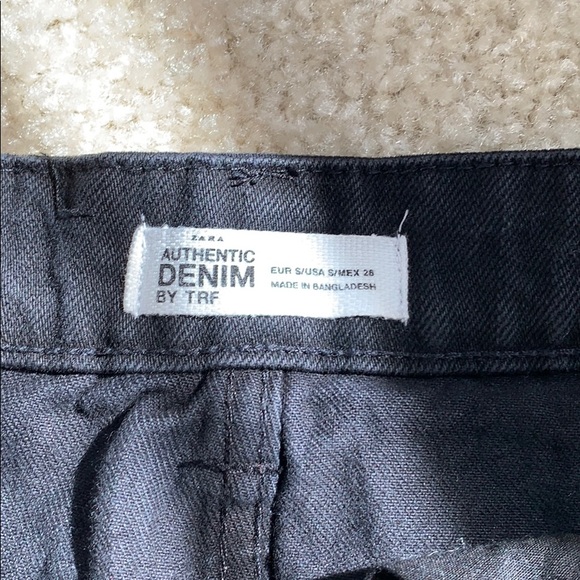 ZARA
AUTHENTIC
DENIM
BY TRF
EUR S/USA S/MEX 26
MADE IN BANGLADESH